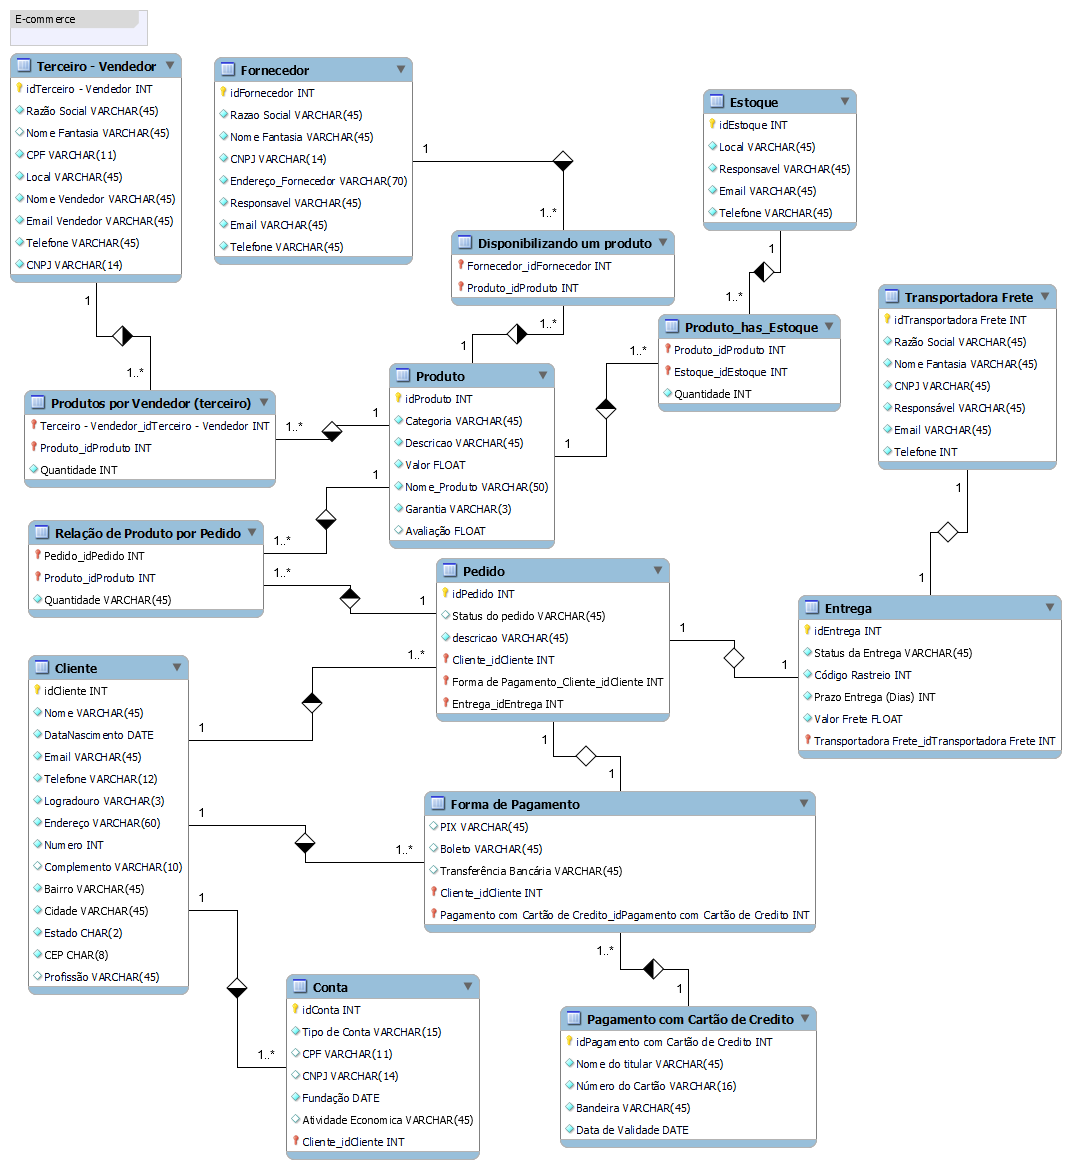 E-commerce
Terceiro - Vendedor
idTerceiro - Vendedor INT
Razão Social VARCHAR(45)
Nome Fantasia VARCHAR(45)
CPF VARCHAR(11)
Local VARCHAR(45)
Nome Vendedor VARCHAR(45)
Email Vendedor VARCHAR(45)
Telefone VARCHAR(45)
CNPJ VARCHAR(14)
Fornecedor
idFornecedor INT
Razao Social VARCHAR(45)
Nome Fantasia VARCHAR(45)
CNPJ VARCHAR(14)
Endereço_Fornecedor VARCHAR(70)
Responsavel VARCHAR(45)
Email VARCHAR(45)
Telefone VARCHAR(45)
1
1..*
Disponibilizando um produto
Fornecedor_idFornecedor INT
Produto_idProduto INT
1..*
1
Estoque
idEstoque INT
Local VARCHAR(45)
Responsavel VARCHAR(45)
Email VARCHAR(45)
Telefone VARCHAR(45)
1
1..*
Produto_has_Estoque
Produto_idProduto INT
Estoque_idEstoque INT
Quantidade INT
1..*
1
Transportadora Frete
idTransportadora Frete INT
Razão Social VARCHAR(45)
Nome Fantasia VARCHAR(45)
CNPJ VARCHAR(45)
Responsável VARCHAR(45)
Email VARCHAR(45)
Telefone INT
1
1
1
1..*
Produtos por Vendedor (terceiro)
Terceiro - Vendedor_idTerceiro - Vendedor INT
Produto_idProduto INT
Quantidade INT
1..*
1
Produto
idProduto INT
Categoria VARCHAR(45)
Descricao VARCHAR(45)
Valor FLOAT
Nome_Produto VARCHAR(50)
Garantia VARCHAR(3)
Avaliação FLOAT
1
1..*
Relação de Produto por Pedido
Pedido_idPedido INT
Produto_idProduto INT
Quantidade VARCHAR(45)
1..*
1
Pedido
idPedido INT
Status do pedido VARCHAR(45)
descricao VARCHAR(45)
Cliente_idCliente INT
Forma de Pagamento_Cliente_idCliente INT
Entrega_idEntrega INT
1
1
Entrega
idEntrega INT
Status da Entrega VARCHAR(45)
Código Rastreio INT
Prazo Entrega (Dias) INT
Valor Frete FLOAT
Transportadora Frete_idTransportadora Frete INT
Cliente
idCliente INT
Nome VARCHAR(45)
DataNascimento DATE
Email VARCHAR(45)
Telefone VARCHAR(12)
Logradouro VARCHAR(3)
Endereço VARCHAR(60)
Numero INT
Complemento VARCHAR(10)
Bairro VARCHAR(45)
Cidade VARCHAR(45)
Estado CHAR(2)
CEP CHAR(8)
Profissão VARCHAR(45)
1..*
1
1
1..*
1
1..*
1
1
Forma de Pagamento
PIX VARCHAR(45)
Boleto VARCHAR(45)
Transferência Bancária VARCHAR(45)
Cliente_idCliente INT
Pagamento com Cartão de Credito_idPagamento com Cartão de Credito INT
1..*
1
Conta
idConta INT
Tipo de Conta VARCHAR(15)
CPF VARCHAR(11)
CNPJ VARCHAR(14)
Fundação DATE
Atividade Economica VARCHAR(45)
Cliente_idCliente INT
Pagamento com Cartão de Credito
idPagamento com Cartão de Credito INT
Nome do titular VARCHAR(45)
Número do Cartão VARCHAR(16)
Bandeira VARCHAR(45)
Data de Validade DATE